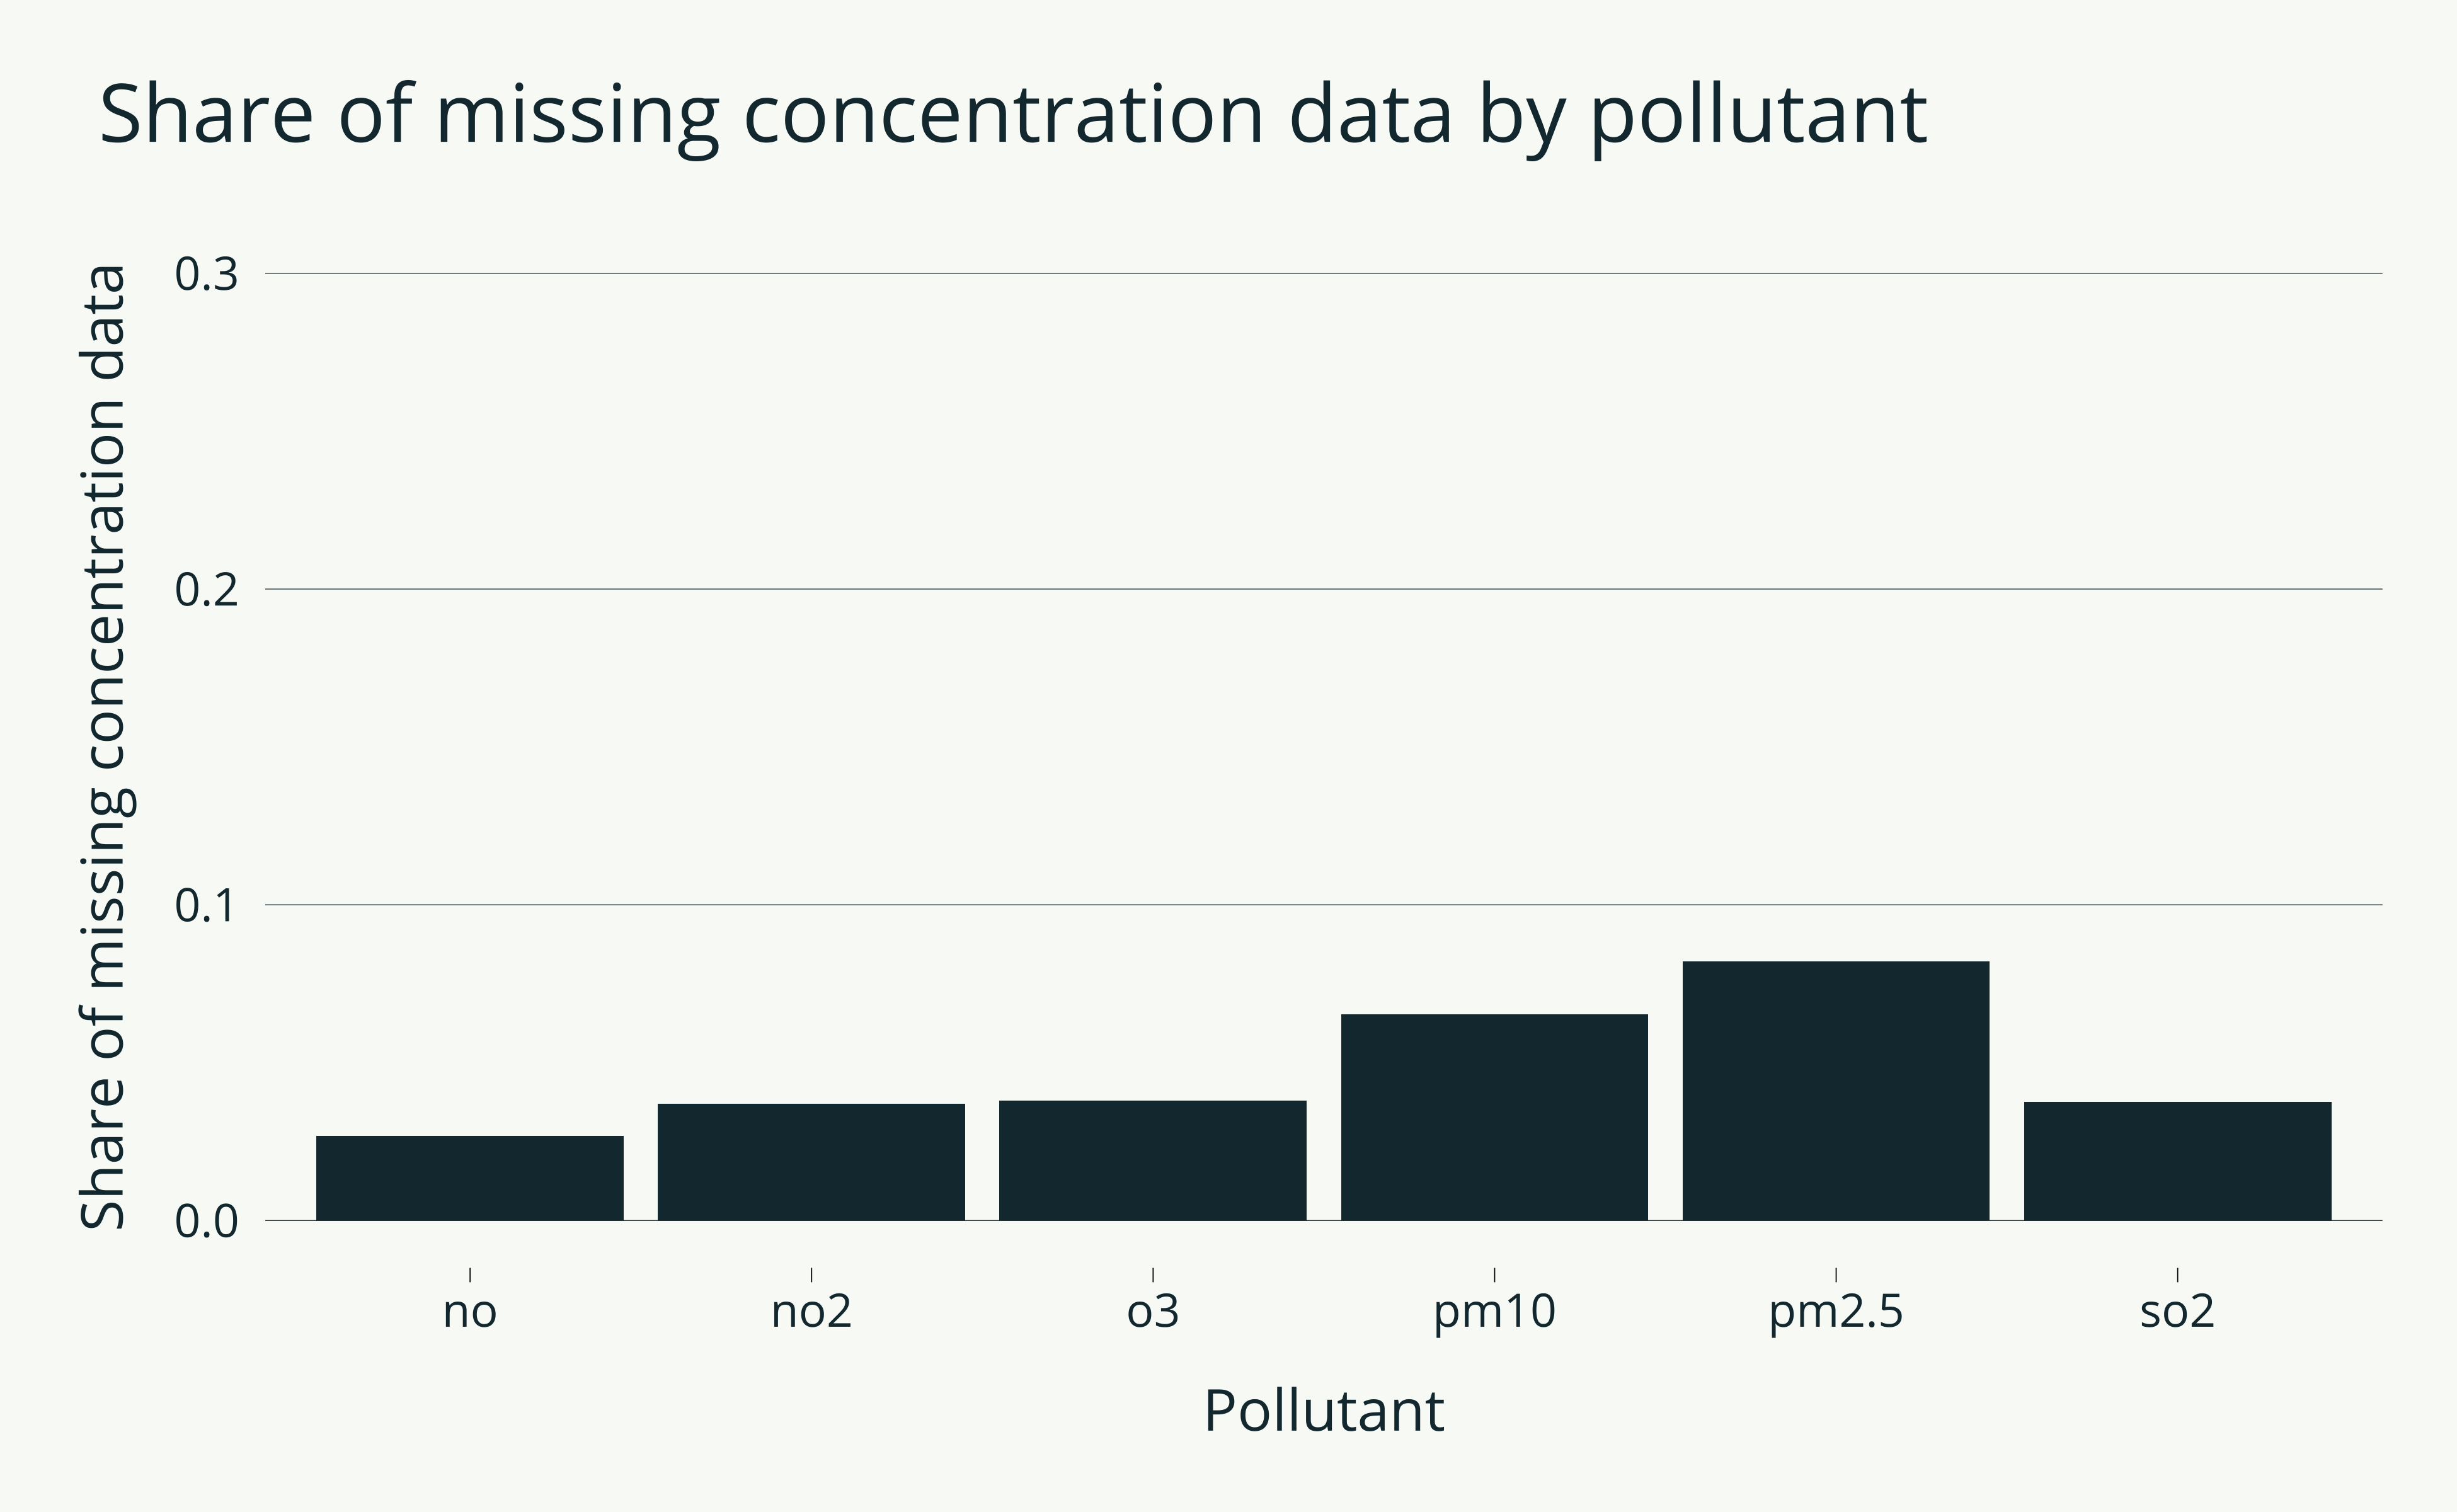 Share of missing concentration data by pollutant
Share of missing concentration data
0.3
0.2
0.1
0.0
no no2 o3 pm10 pm2.5 so2
Pollutant